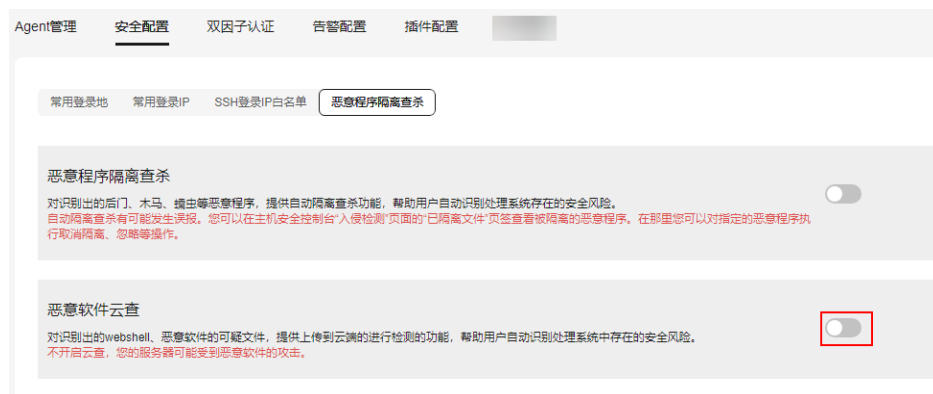 Agent管理 安全配置 双因子认证 告警配置 插件配置
常用登录地 常用登录IP SSH登录IP白名单 恶意程序隔离查杀
恶意程序隔离查杀
对识别出的后门、木马、蠕虫等恶意程序，提供自动隔离查杀功能，帮助用户自动识别处理系统存在的安全风险。
自动隔离查杀有可能发生误报。您可以在主机安全控制台“入侵检测”页面的“已隔离文件”页签查看被隔离的恶意程序。在那里您可以对指定的恶意程序执
行取消隔离、忽略等操作。
恶意软件云查
对识别出的webshell、恶意软件的可疑文件，提供上传到云端的进行检测的功能，帮助用户自动识别处理系统中存在的安全风险。
不开启云查，您的服务器可能受到恶意软件的攻击。